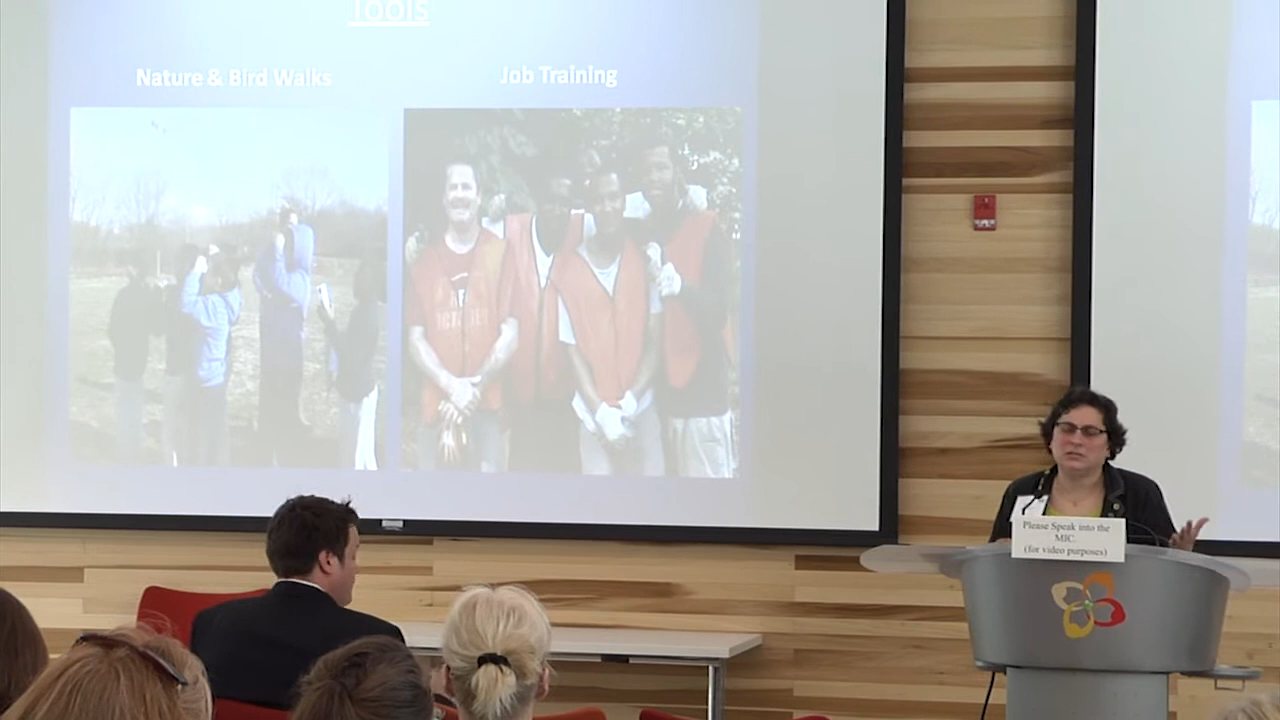 Tools
Nature & Bird Walks
Job Training
Please Speak into the
MIC.
(for video purposes)